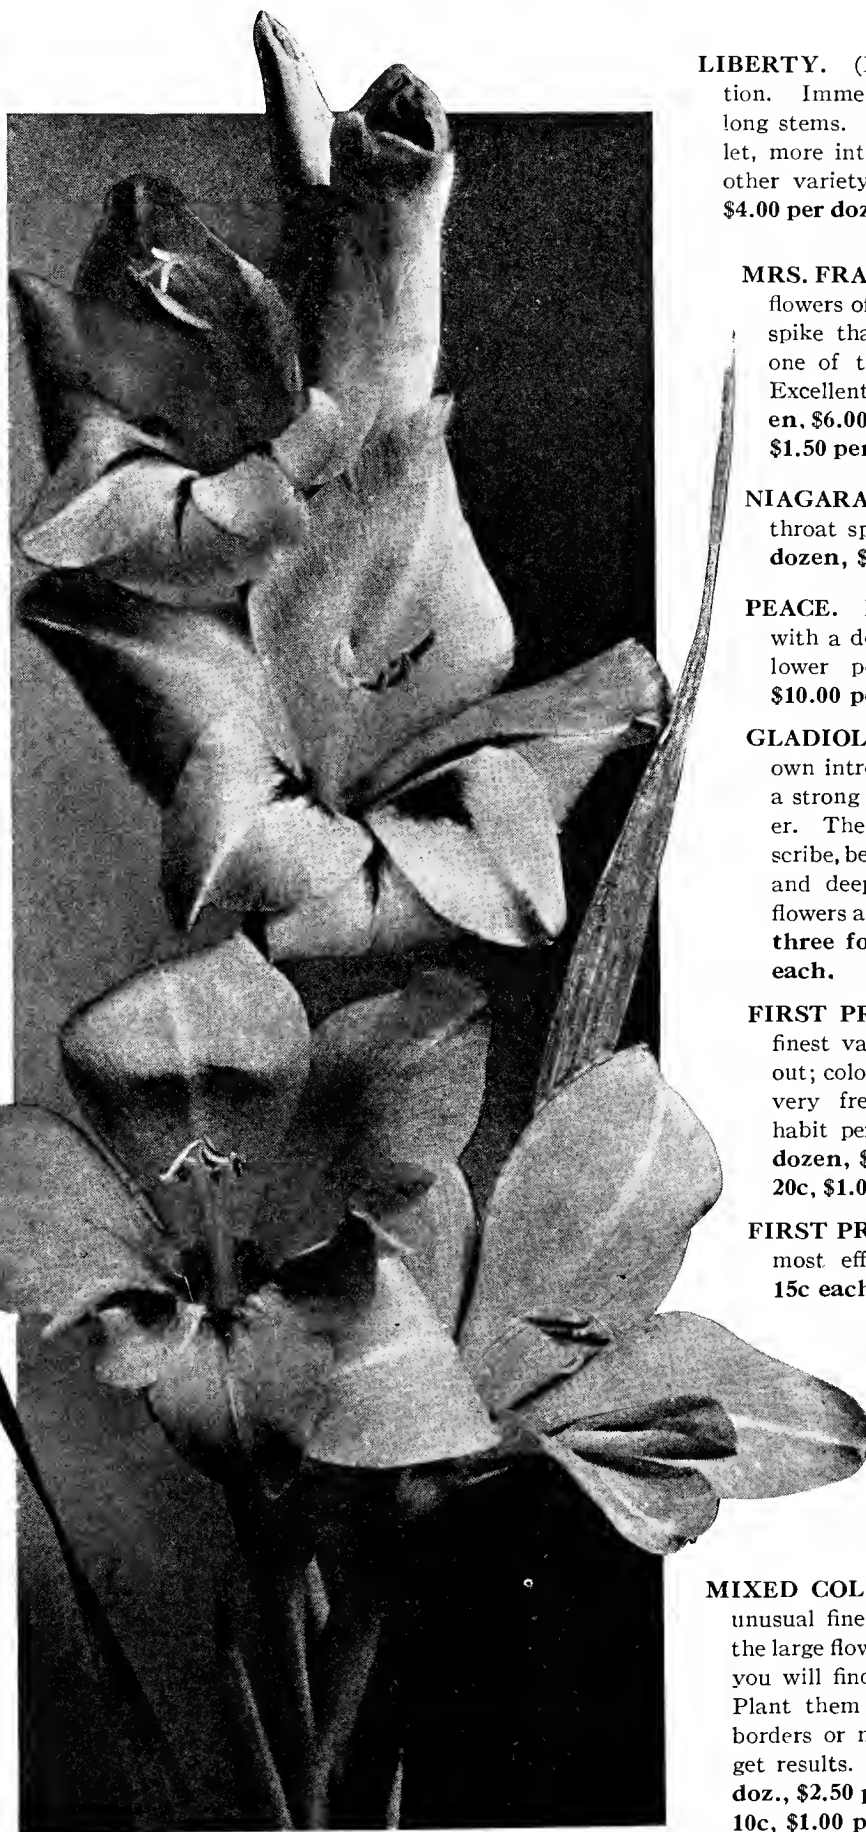 LIBERTY. (
tion. Imme
long stems.
let, more int
other variety
$4.00 per doz
MRS. FRA
flowers of
spike tha
one of t
Excellent
en, $6.00
$1.50 per
NIAGARA
throat sp
dozen, $
PEACE.
with a de
lower pe
$10.00 pe
GLADIOL
own intro
a strong
er. The
scribe, be
and deep
flowers a
three fo
each.
FIRST PR
finest va
out; colo
very fre
habit pe
dozen, $
20c, $1.0
FIRST PR
most eff
15c each
MIXED COL
unusual fine
the large flow
you will find
Plant them
borders or r
get results.
doz., $2.50 p
10c, $1.00 p